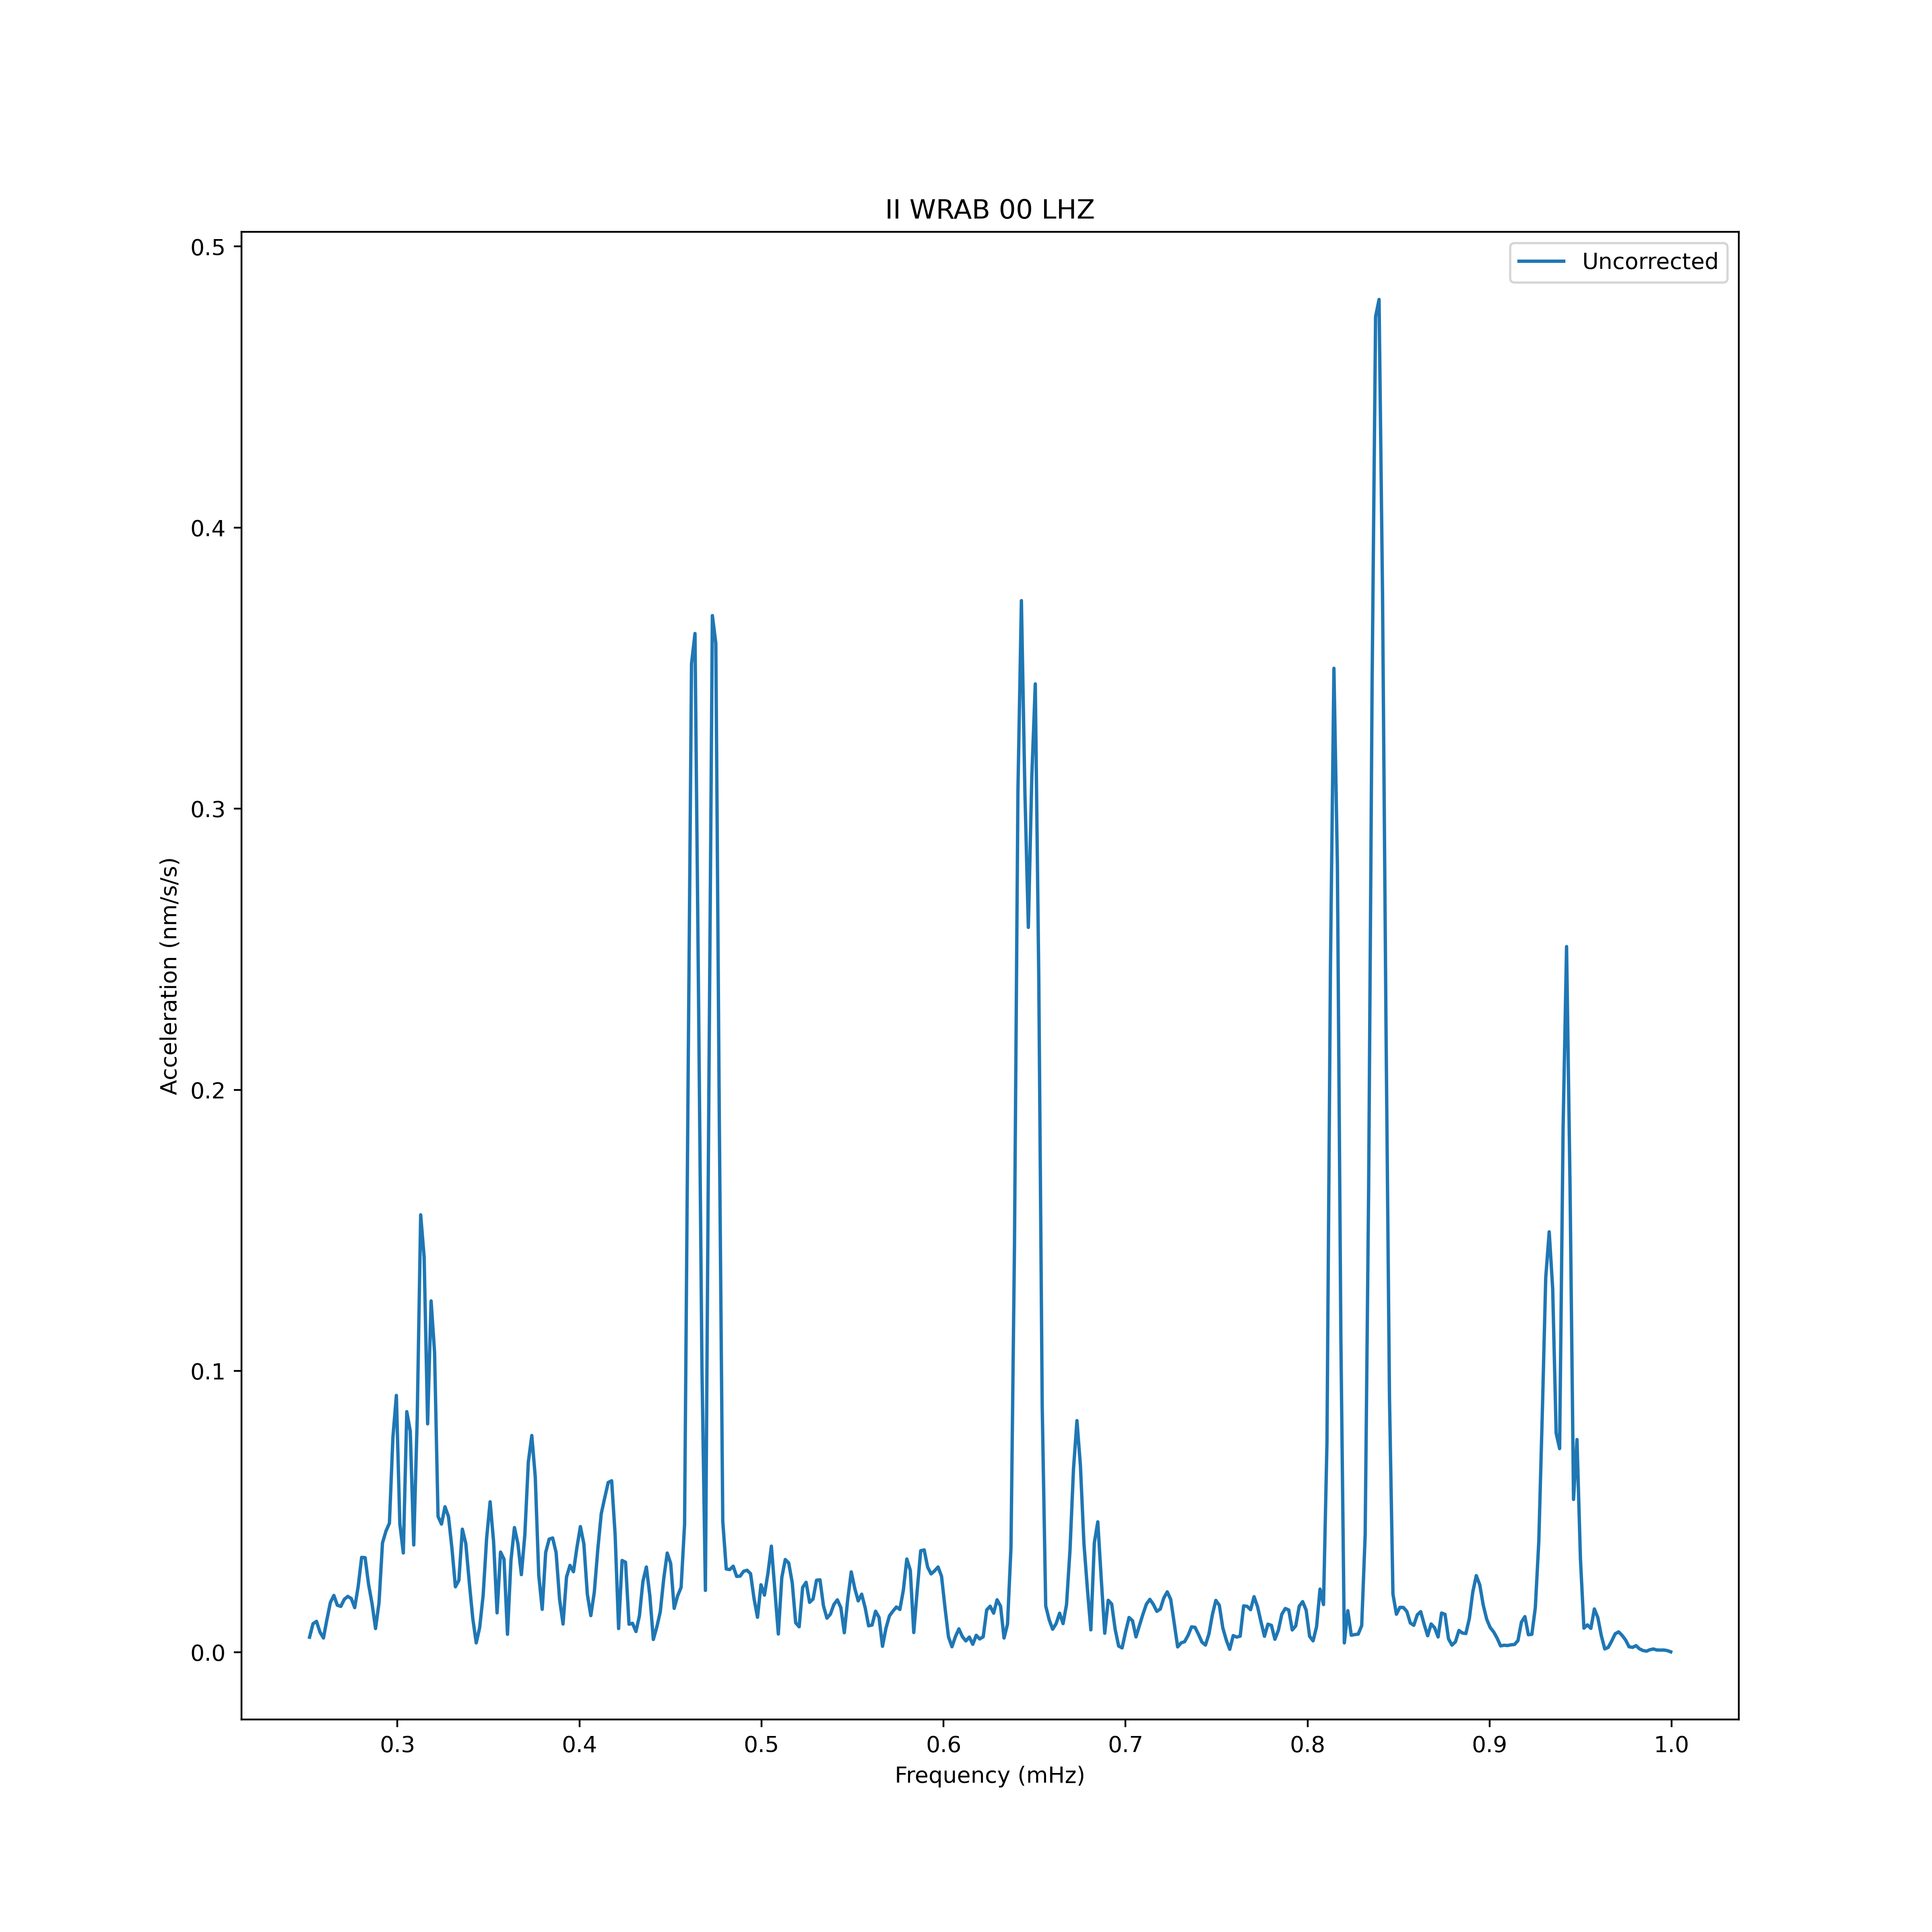 II WRAB 00 LHZ
Uncorrected
0.5
0.4
0.3
0.2
0.1
0.0
Acceleration (nm/s/s)
0.3 0.4 0.5 0.6 0.7 0.8 0.9 1.0
Frequency (mHz)